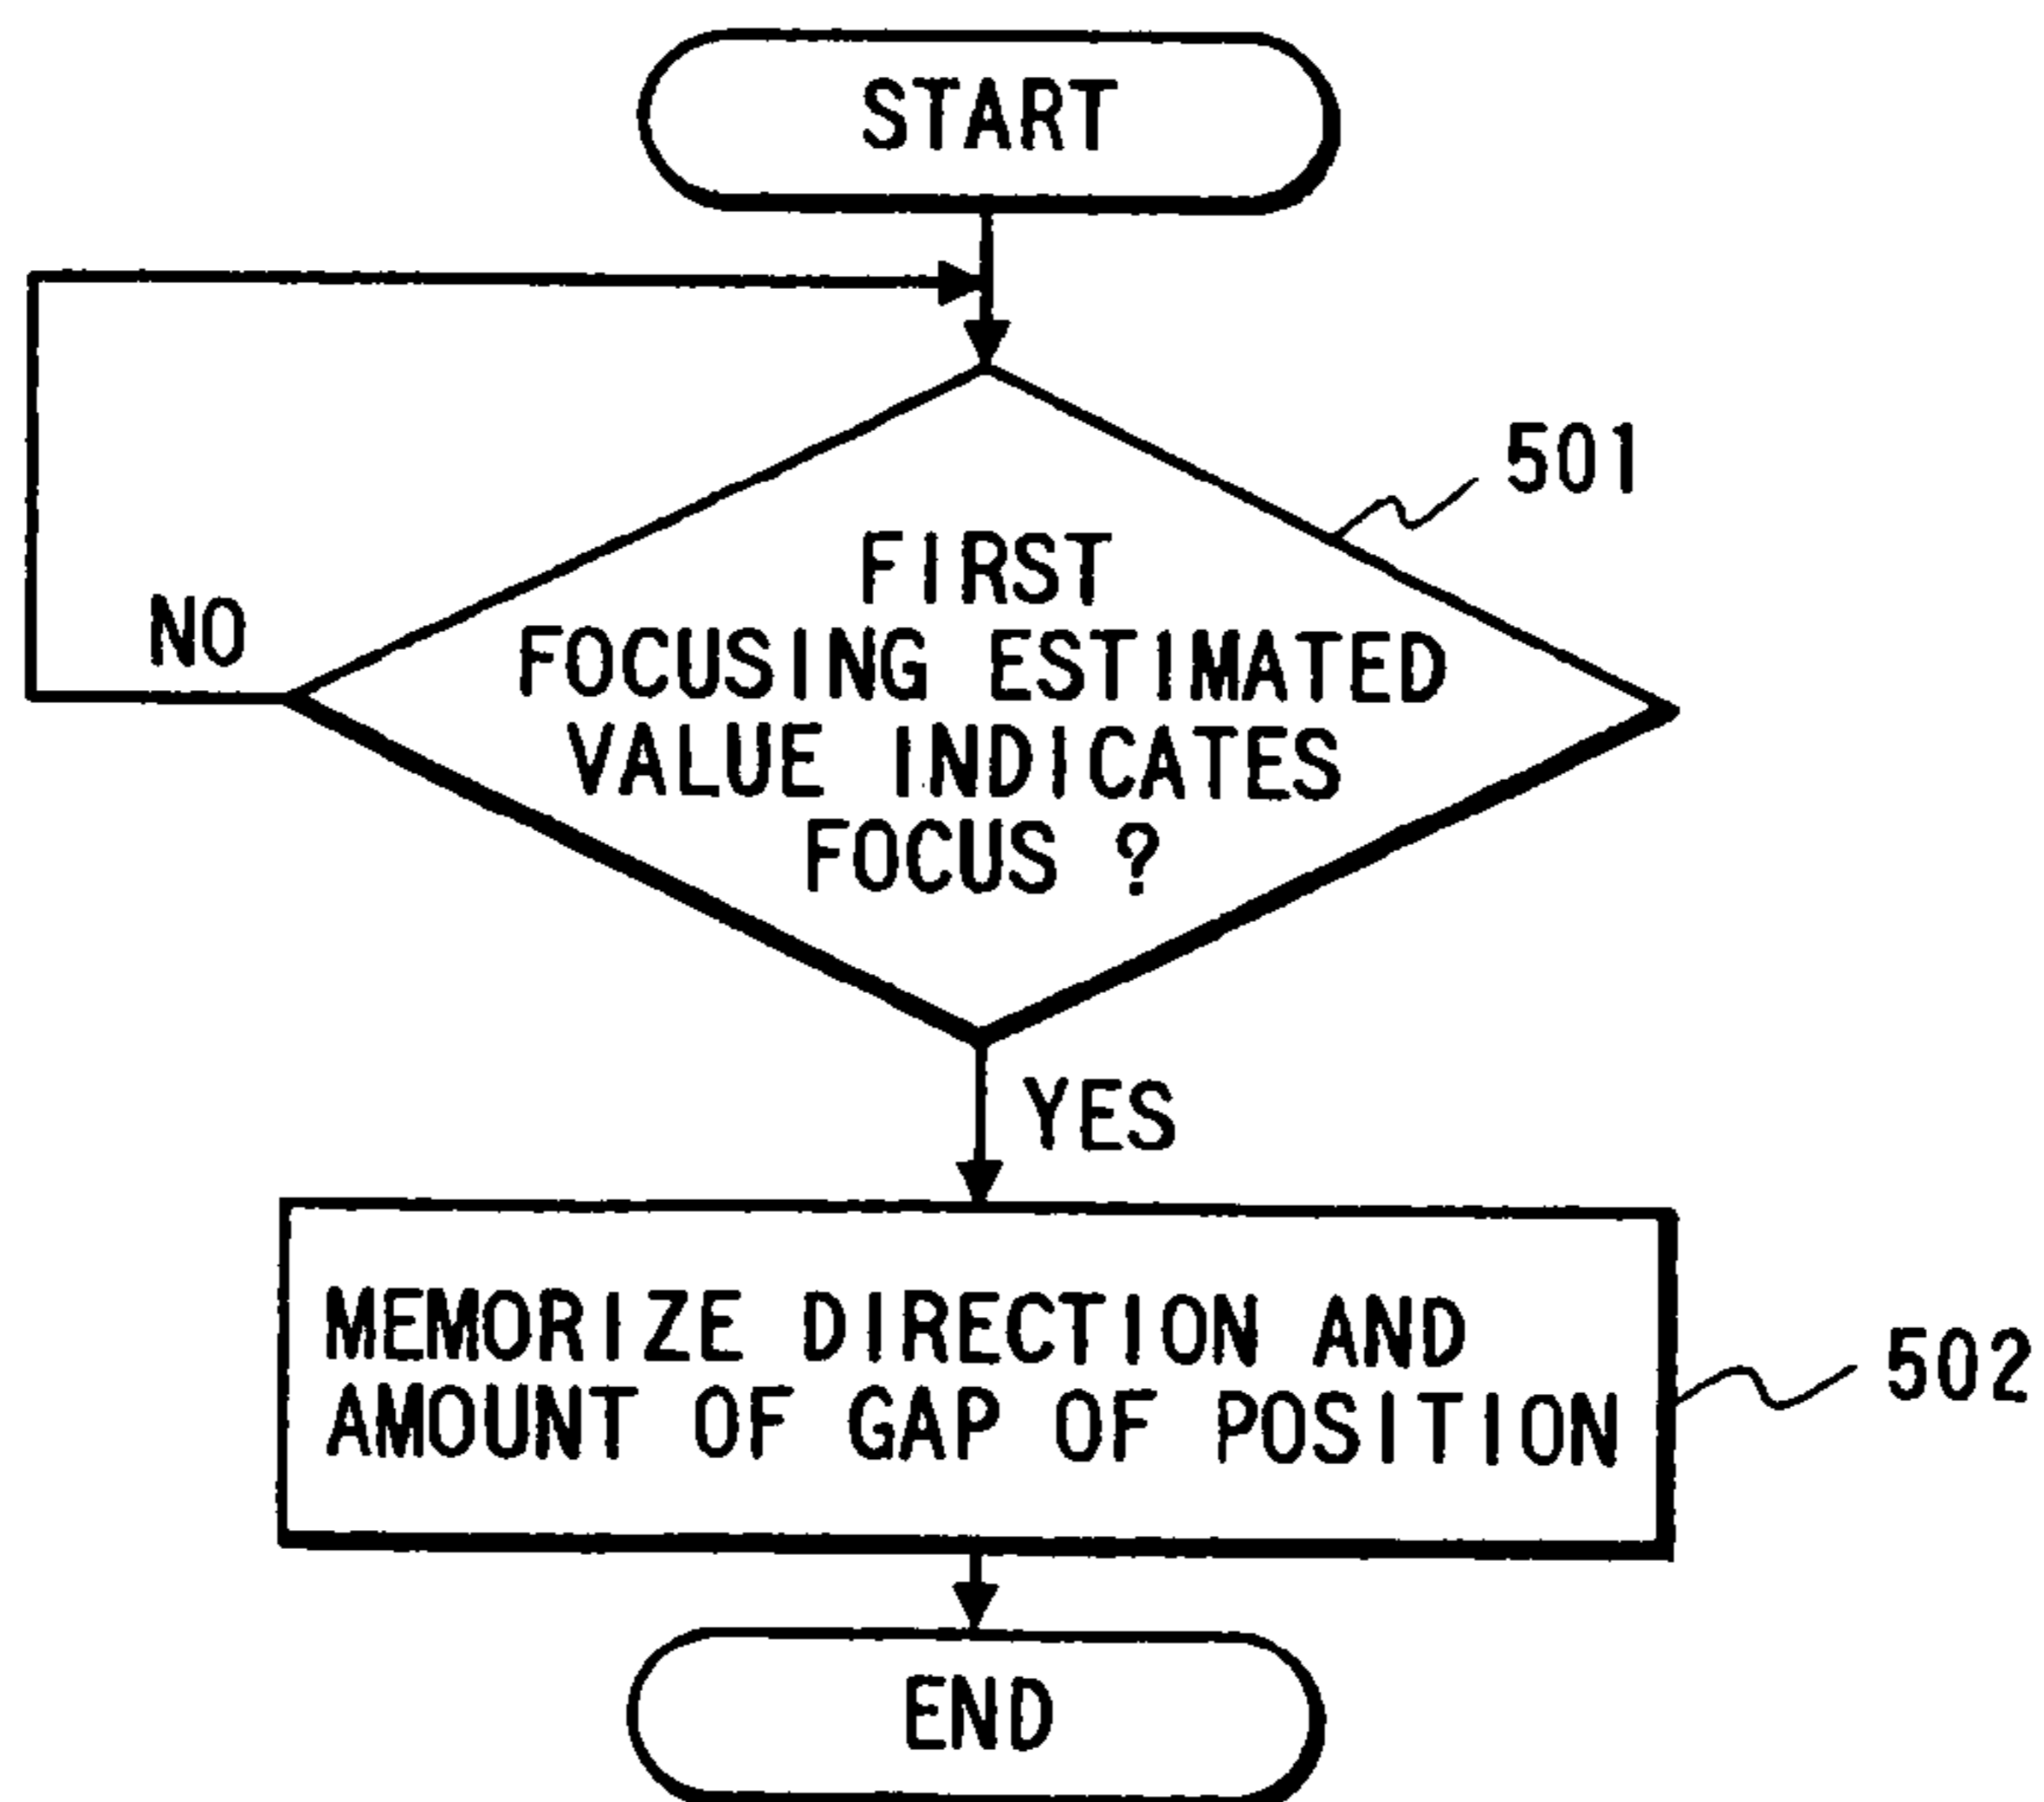 START
501
FIRST
FOCUSING ESTIMATED
VALUE INDICATES
FOCUS ?
NO
YES
MEMORIZE DIRECTION AND
AMOUNT OF GAP OF POSITION
502
END